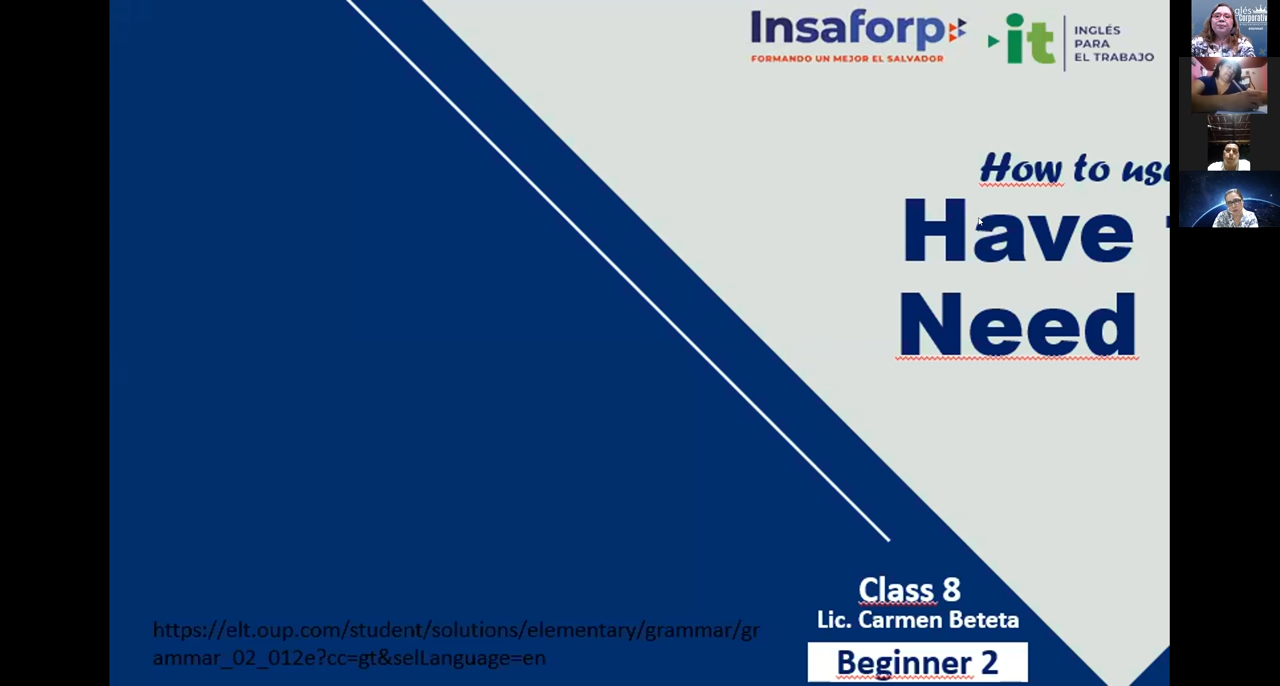 Insaforp
FORMANDO UN MEJOR EL SALVADOR
it
INGLÉS
PARA
EL TRABAJO
How to use
Have
Need
Class 8
Lic. Carmen Beteta
Beginner 2
https://elt.oup.com/student/solutions/elementary/grammar/gr
ammar_02_012e?cc=gt&selLanguage=en